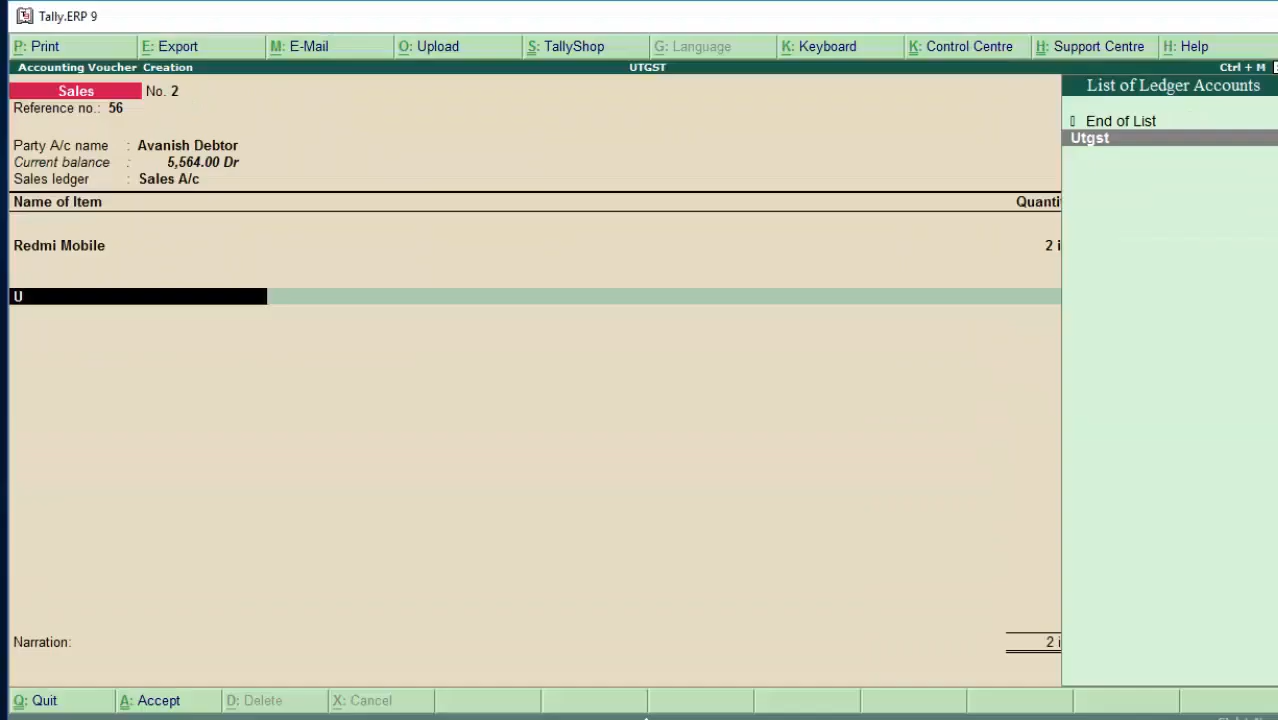 Tally.ERP 9
P: Print E: Export M: E-Mail O: Upload S: TallyShop G: Language K: Keyboard K: Control Centre H: Support Centre H: Help
Accounting Voucher Creation UTGST Ctrl + M
Sales No. 2 List of Ledger Accounts
Reference no.: 56
End of List
Utgst
Party A/c name : Avanish Debtor
Current balance : 5,564.00 Dr
Sales ledger : Sales A/c
Name of Item Quanti
Redmi Mobile 2 i
U
Narration: 2 i
Q: Quit A: Accept D: Delete X: Cancel